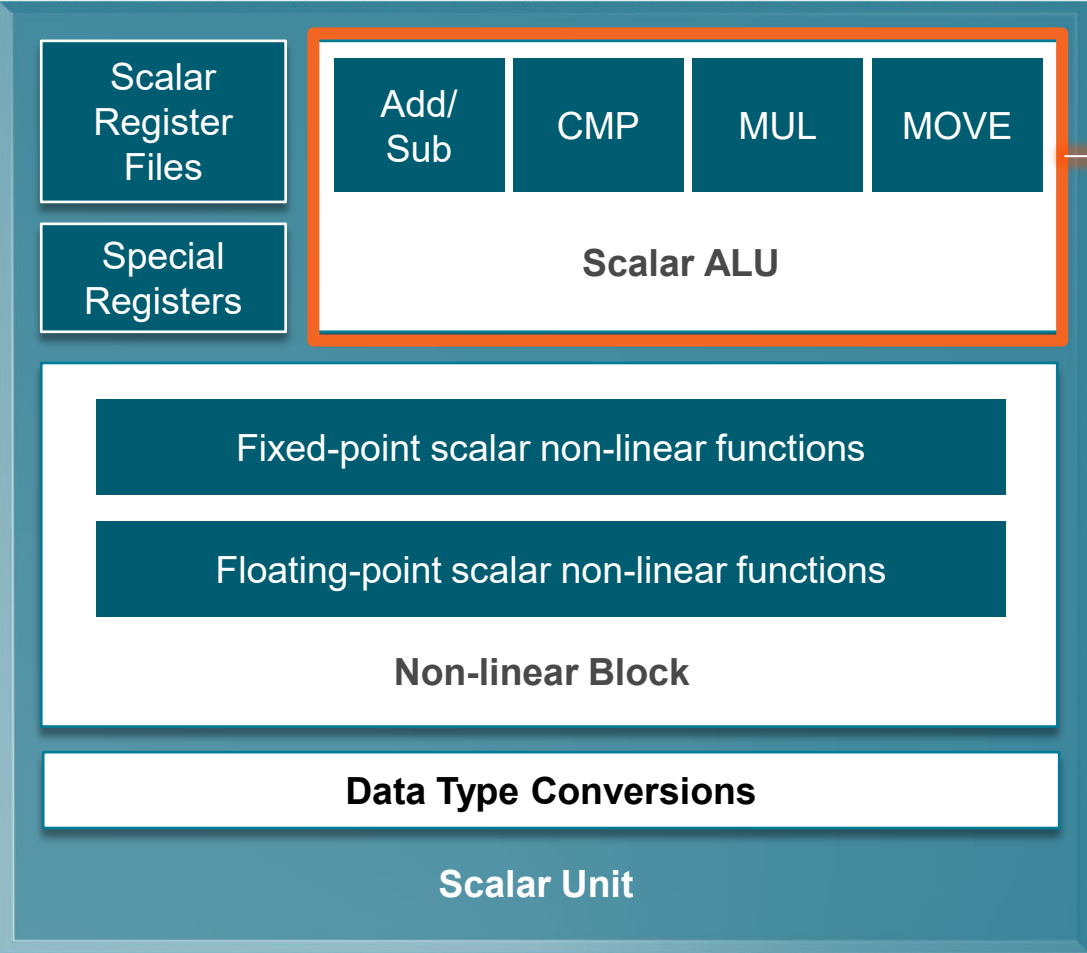 Scalar
Register
Files
Add/
Sub
CMP
MUL
MOVE
Scalar ALU
Special
Registers
Fixed-point scalar non-linear functions
Floating-point scalar non-linear functions
Non-linear Block
Data Type Conversions
Scalar Unit